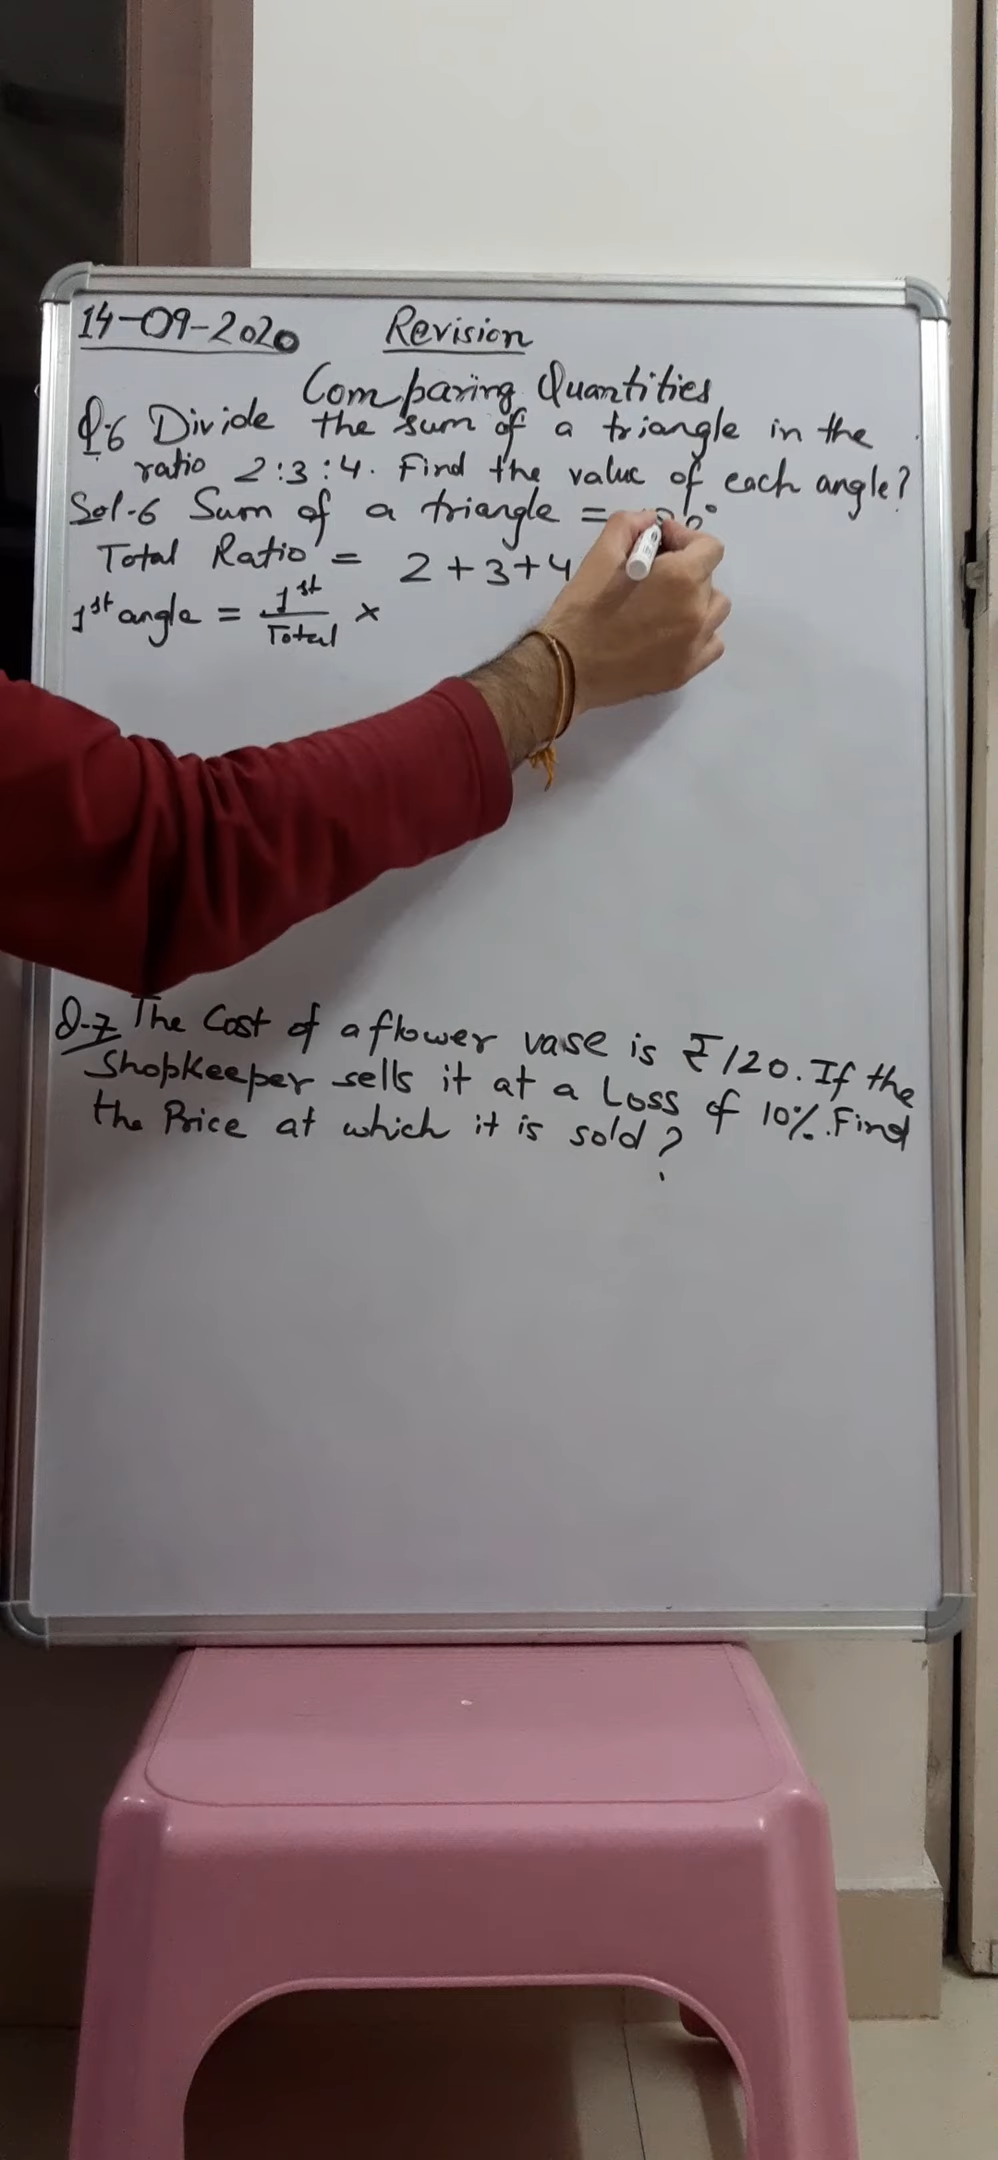 14-09-2020 Revision
Comparing Quantities
Q.6 Divide the sum of a triangle in the
ratio 2:3:4. Find the value of each angle?
Sol-6 Sum of a triangle =
Total Ratio = 2+3+4
1st angle = 1st/Total ×
Q-7 The Cost of a flower vase is ₹120. If the
Shopkeeper sells it at a Loss of 10%. Find
the Price at which it is sold?